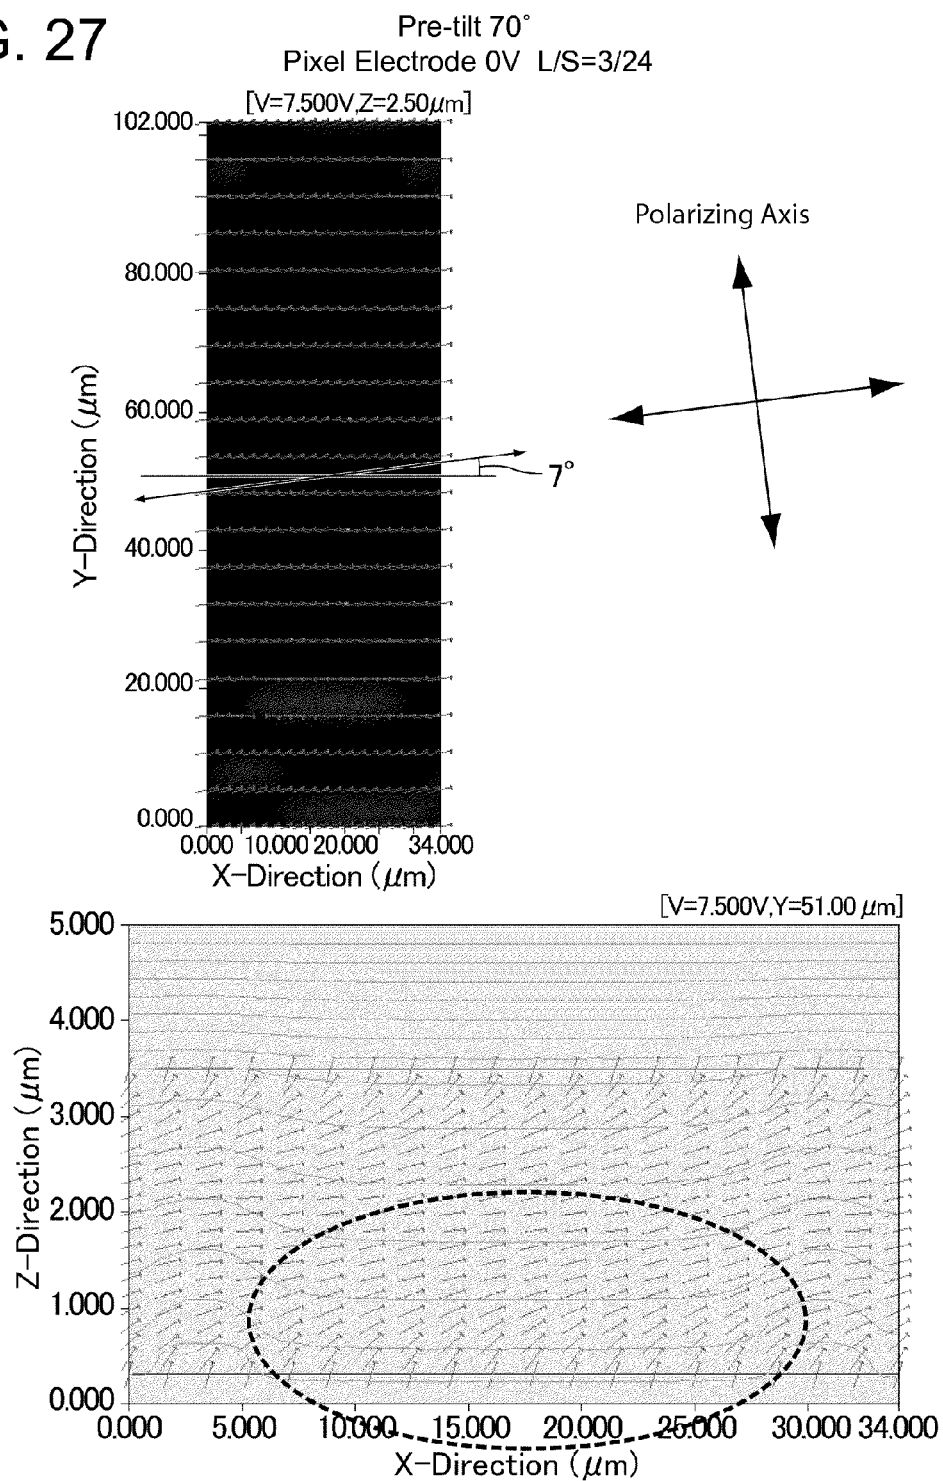 G. 27
Pre-tilt 70°
Pixel Electrode 0V L/S=3/24
[V=7.500V,Z=2.50μm]
102.000
80.000
60.000
40.000
20.000
0.000
Y-Direction (μm)
0.000 10.000 20.000 34.000
X-Direction (μm)
7°
Polarizing Axis
[V=7.500V,Y=51.00 μm]
5.000
4.000
3.000
2.000
1.000
0.000
Z-Direction (μm)
0.000 5.000 10.000 15.000 20.000 25.000 30.000 34.000
X-Direction (μm)